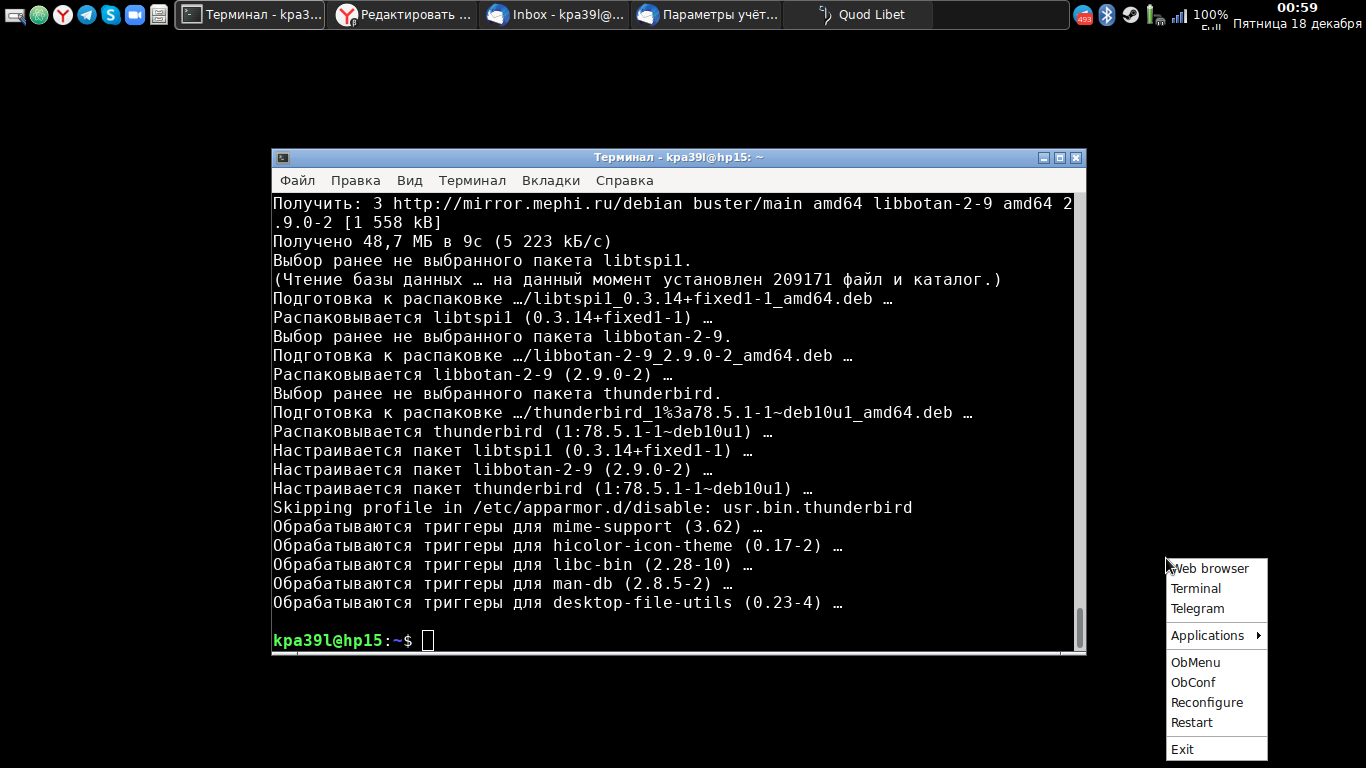 Терминал - kpa3...
Редактировать ...
Inbox - kpa39l@...
Параметры учёт...
Quod Libet
493
100%
Full
00:59
Пятница 18 декабря
Терминал - kpa39l@hp15: ~
Файл Правка Вид Терминал Вкладки Справка
Получить: 3 http://mirror.mephi.ru/debian buster/main amd64 libbotan-2-9 amd64 2
.9.0-2 [1 558 kB]
Получено 48,7 МБ в 9с (5 223 kБ/c)
Выбор ранее не выбранного пакета libtspi1.
(Чтение базы данных … на данный момент установлен 209171 файл и каталог.)
Подготовка к распаковке …/libtspi1_0.3.14+fixed1-1_amd64.deb …
Распаковывается libtspi1 (0.3.14+fixed1-1) …
Выбор ранее не выбранного пакета libbotan-2-9.
Подготовка к распаковке …/libbotan-2-9_2.9.0-2_amd64.deb …
Распаковывается libbotan-2-9 (2.9.0-2) …
Выбор ранее не выбранного пакета thunderbird.
Подготовка к распаковке …/thunderbird_1%3a78.5.1-1~deb10u1_amd64.deb …
Распаковывается thunderbird (1:78.5.1-1~deb10u1) …
Настраивается пакет libtspi1 (0.3.14+fixed1-1) …
Настраивается пакет libbotan-2-9 (2.9.0-2) …
Настраивается пакет thunderbird (1:78.5.1-1~deb10u1) …
Skipping profile in /etc/apparmor.d/disable: usr.bin.thunderbird
Обрабатываются триггеры для mime-support (3.62) …
Обрабатываются триггеры для hicolor-icon-theme (0.17-2) …
Обрабатываются триггеры для libc-bin (2.28-10) …
Обрабатываются триггеры для man-db (2.8.5-2) …
Обрабатываются триггеры для desktop-file-utils (0.23-4) …
kpa39l@hp15:~$
Web browser
Terminal
Telegram
Applications
ObMenu
ObConf
Reconfigure
Restart
Exit